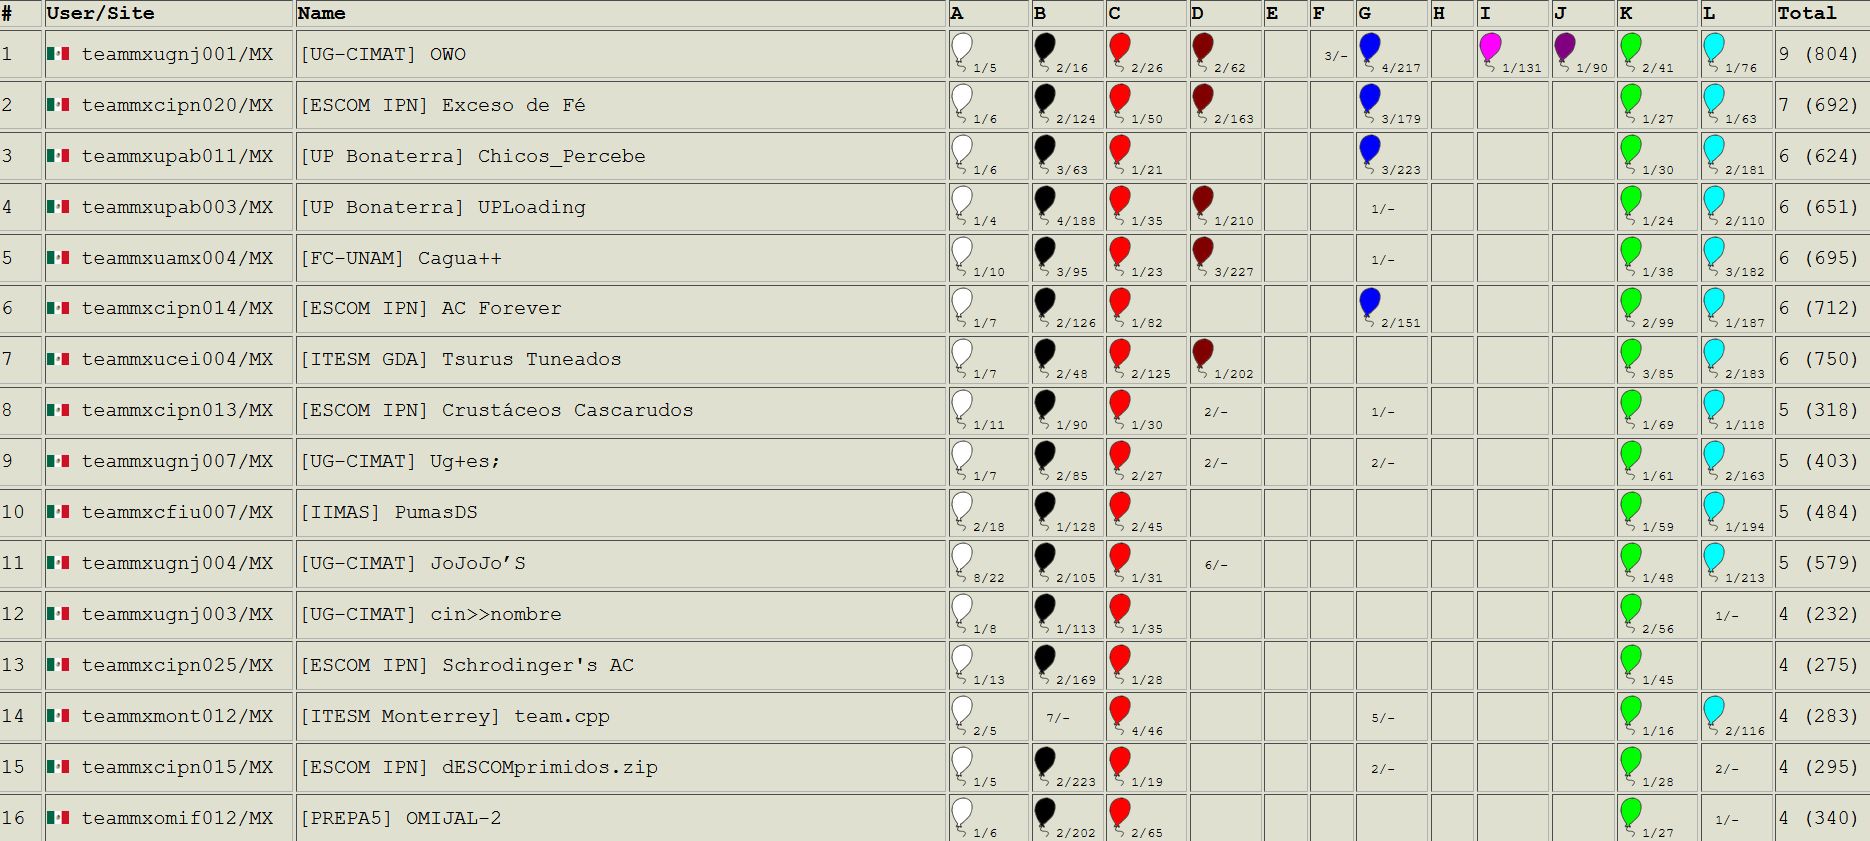 # User/Site Name A B C D E F G H I J K L Total
1 teammxugnj001/MX [UG-CIMAT] OWO 1/5 2/16 2/26 2/62 3/- 4/217 1/131 1/90 2/41 1/76 9 (804)
2 teammxcipn020/MX [ESCOM IPN] Exceso de Fé 1/6 2/124 1/50 2/163 3/179 1/27 1/63 7 (692)
3 teammxupab011/MX [UP Bonaterra] Chicos_Percebe 1/6 3/63 1/21 3/223 1/30 2/181 6 (624)
4 teammxupab003/MX [UP Bonaterra] UPLoading 1/4 4/188 1/35 1/210 1/- 1/24 2/110 6 (651)
5 teammxuamx004/MX [FC-UNAM] Cagua++ 1/10 3/95 1/23 3/227 1/- 1/38 3/182 6 (695)
6 teammxcipn014/MX [ESCOM IPN] AC Forever 1/7 2/126 1/82 2/151 2/99 1/187 6 (712)
7 teammxucei004/MX [ITESM GDA] Tsurus Tuneados 1/7 2/48 2/125 1/202 3/85 2/183 6 (750)
8 teammxcipn013/MX [ESCOM IPN] Crustáceos Cascarudos 1/11 1/90 1/30 2/- 1/- 1/69 1/118 5 (318)
9 teammxugnj007/MX [UG-CIMAT] Ug+es; 1/7 2/85 2/27 2/- 2/- 1/61 2/163 5 (403)
10 teammxcfiu007/MX [IIMAS] PumasDS 2/18 1/128 2/45 1/59 1/194 5 (484)
11 teammxugnj004/MX [UG-CIMAT] JoJoJo’S 8/22 2/105 1/31 6/- 1/48 1/213 5 (579)
12 teammxugnj003/MX [UG-CIMAT] cin>>nombre 1/8 1/113 1/35 2/56 1/- 4 (232)
13 teammxcipn025/MX [ESCOM IPN] Schrodinger's AC 1/13 2/169 1/28 1/45 4 (275)
14 teammxmont012/MX [ITESM Monterrey] team.cpp 2/5 7/- 4/46 5/- 1/16 2/116 4 (283)
15 teammxcipn015/MX [ESCOM IPN] dESCOMprimidos.zip 1/5 2/223 1/19 2/- 1/28 2/- 4 (295)
16 teammxomif012/MX [PREPA5] OMIJAL-2 1/6 2/202 2/65 1/27 1/- 4 (340)